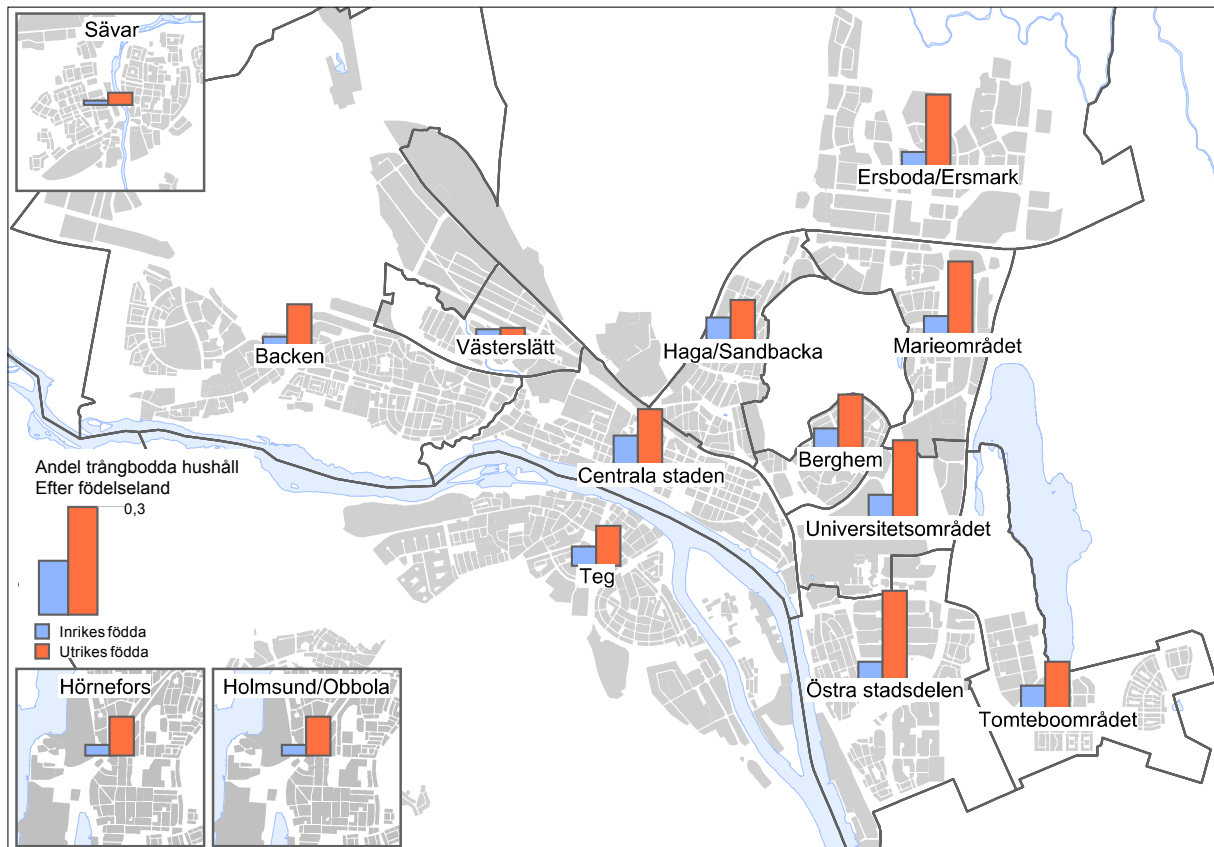 Sävar
Ersboda/Ersmark
Backen
Västerslätt
Haga/Sandbacka
Marieområdet
Centrala staden
Berghem
Universitetsområdet
Teg
Östra stadsdelen
Tomteboområdet
Andel trångbodda hushåll
Efter födelseland
0,3
Inrikes födda
Utrikes födda
Hörnefors
Holmsund/Obbola